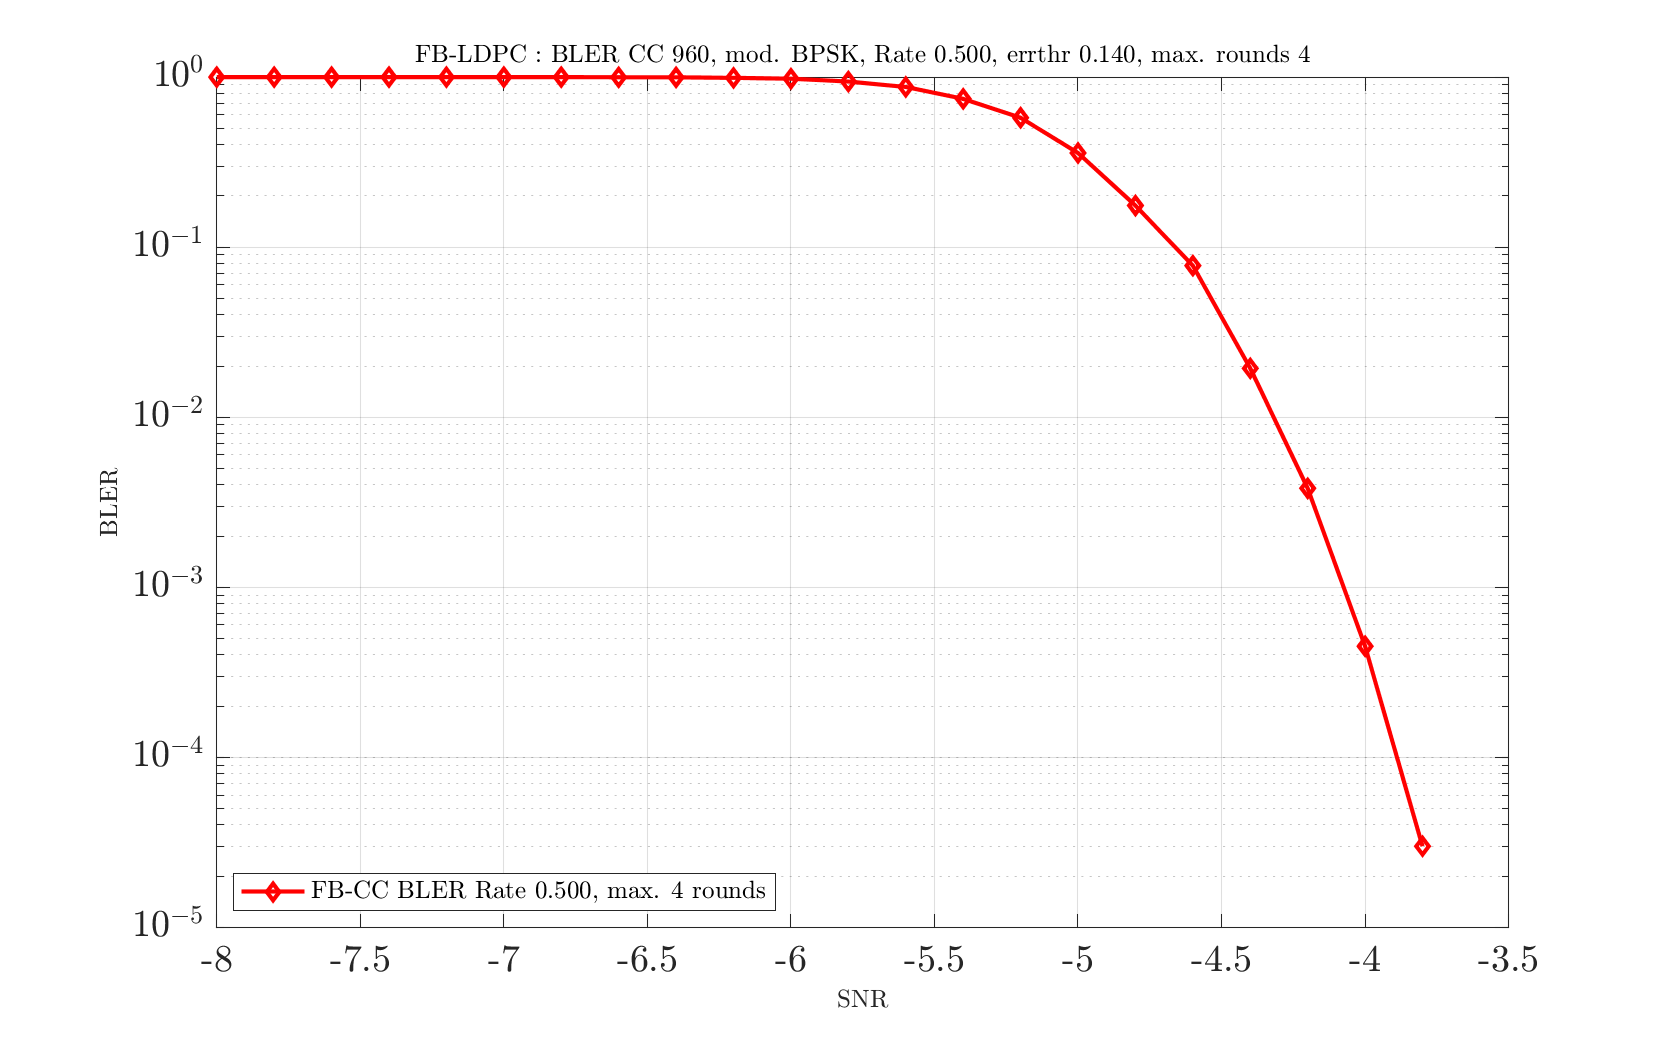 FB-LDPC : BLER CC 960, mod. BPSK, Rate 0.500, errthr 0.140, max. rounds 4
10^0
10^{-1}
10^{-2}
10^{-3}
10^{-4}
10^{-5}
BLER
FB-CC BLER Rate 0.500, max. 4 rounds
-8 -7.5 -7 -6.5 -6 -5.5 -5 -4.5 -4 -3.5
SNR